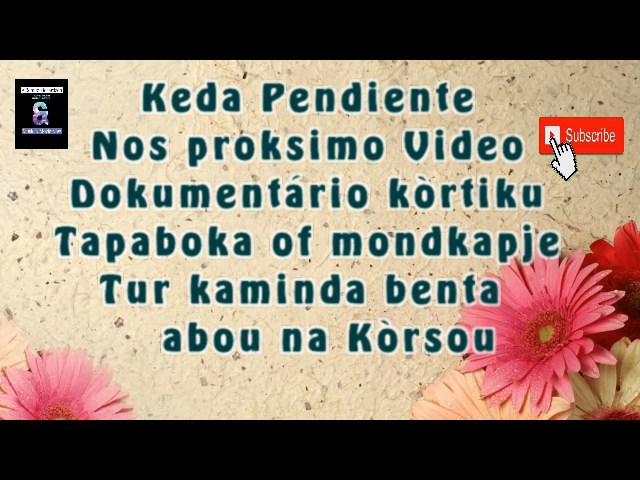 Keda Pendiente
Nos proksimo Video
Subscribe
Dokumentário kòrtiku
Tapaboka of mondkapje
Tur kaminda benta
abou na Kòrsou